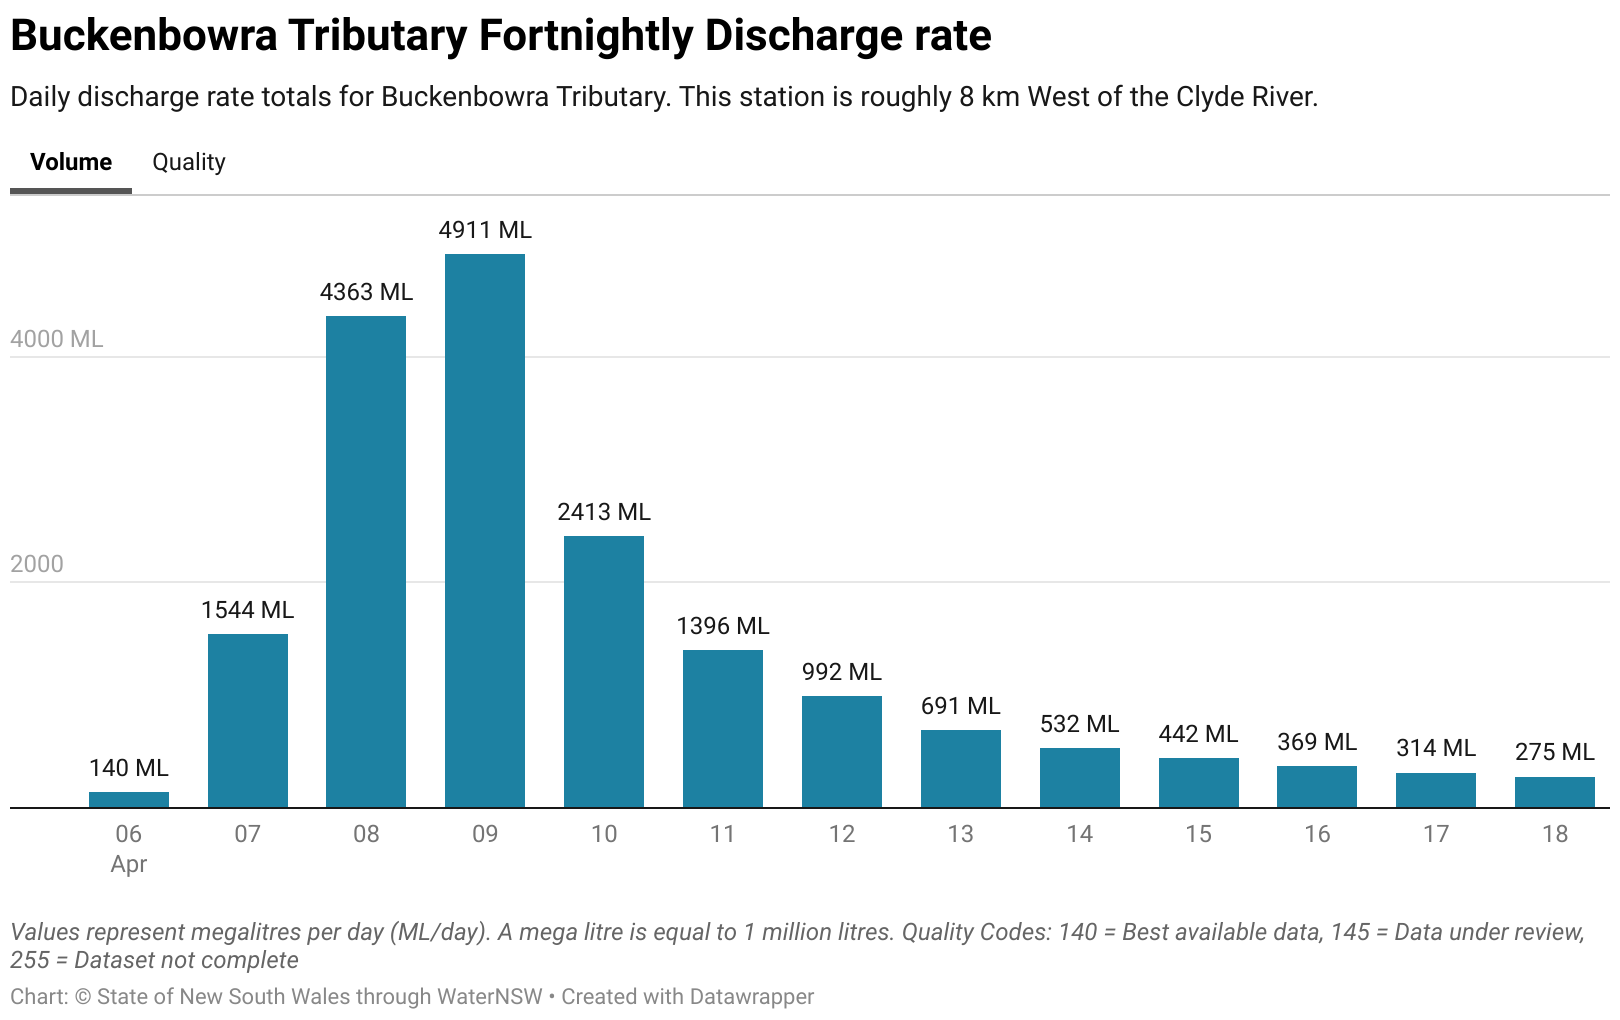 Buckenbowra Tributary Fortnightly Discharge rate
Daily discharge rate totals for Buckenbowra Tributary. This station is roughly 8 km West of the Clyde River.
Volume Quality
4911 ML
4363 ML
4000 ML
2413 ML
2000
1544 ML
1396 ML
992 ML
691 ML
532 ML
442 ML
369 ML
314 ML
275 ML
140 ML
06 07 08 09 10 11 12 13 14 15 16 17 18
Apr
Values represent megalitres per day (ML/day). A mega litre is equal to 1 million litres. Quality Codes: 140 = Best available data, 145 = Data under review,
255 = Dataset not complete
Chart: © State of New South Wales through WaterNSW • Created with Datawrapper